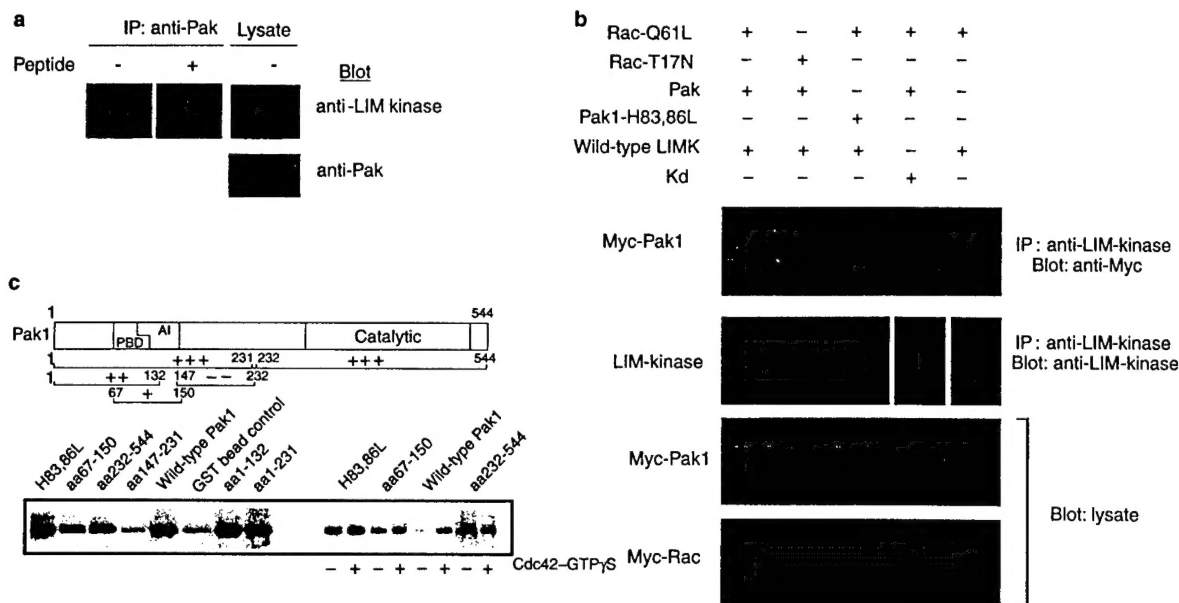 a
IP: anti-Pak Lysate
Peptide - + -
Blot
anti-LIM kinase
anti-Pak
b
Rac-Q61L + – + + +
Rac-T17N – + – – –
Pak + + – + –
Pak1-H83,86L – – + – –
Wild-type LIMK + + + – +
Kd – – – + –
Myc-Pak1
IP : anti-LIM-kinase
Blot: anti-Myc
LIM-kinase
IP : anti-LIM-kinase
Blot: anti-LIM-kinase
Myc-Pak1
Myc-Rac
Blot: lysate
c
1 544
Pak1 PBD AI Catalytic
1 +++ 231 232 +++ 544
1 ++ 132 147 –– 232
67 + 150
H83,86L aa67-150 aa232-544 aa147-231 Wild-type Pak1 GST bead control aa1-132 aa1-231 H83,86L aa67-150 Wild-type Pak1 aa232-544
– + – + – + – + Cdc42–GTPγS